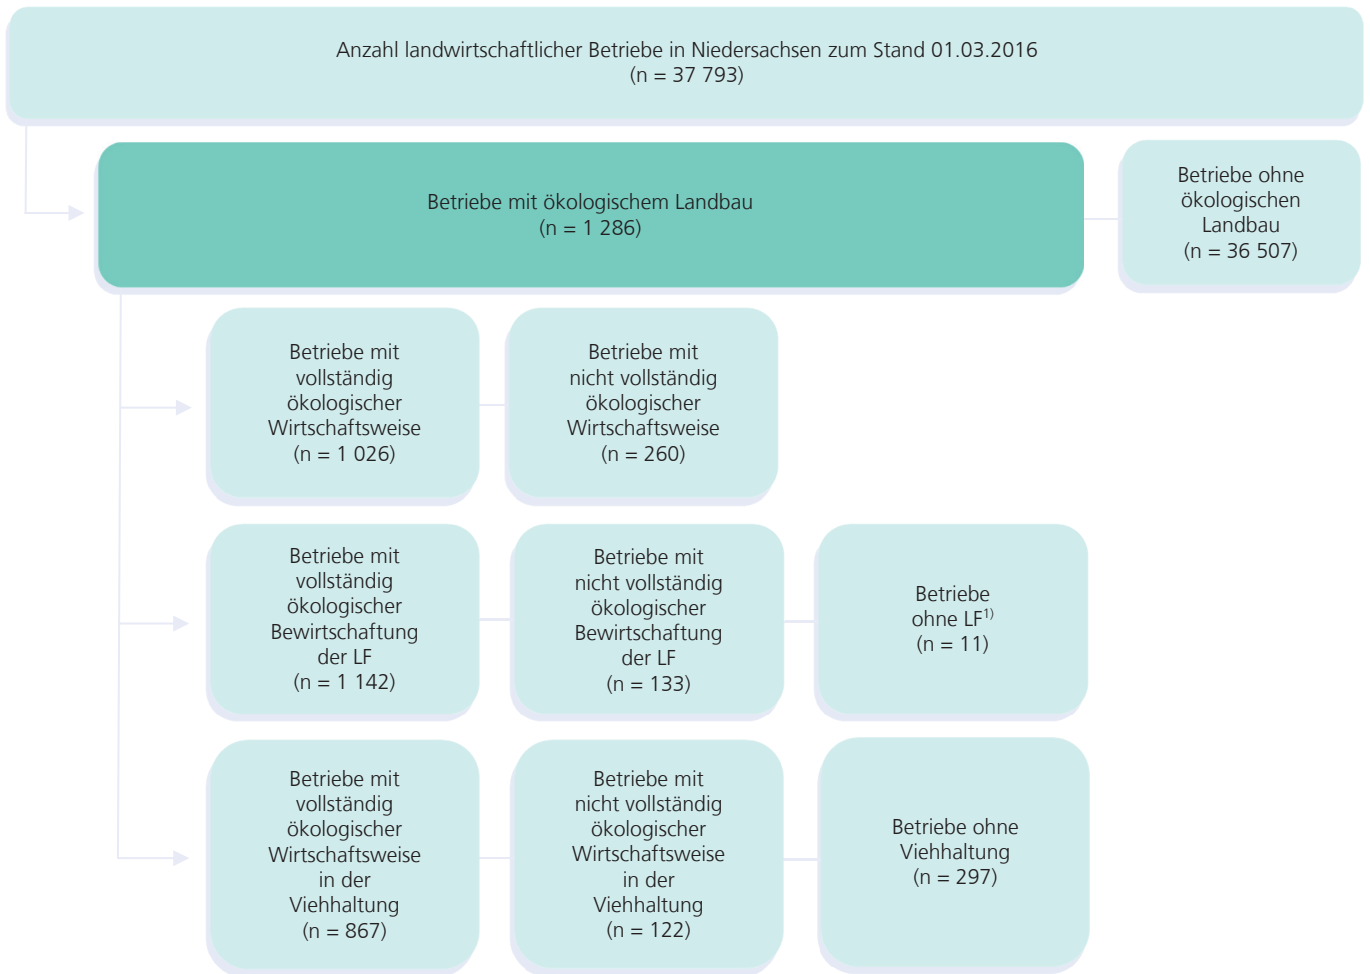 Anzahl landwirtschaftlicher Betriebe in Niedersachsen zum Stand 01.03.2016
(n = 37 793)
Betriebe mit ökologischem Landbau
(n = 1 286)
Betriebe ohne
ökologischen
Landbau
(n = 36 507)
Betriebe mit
vollständig
ökologischer
Wirtschaftsweise
(n = 1 026)
Betriebe mit
nicht vollständig
ökologischer
Wirtschaftsweise
(n = 260)
Betriebe mit
vollständig
ökologischer
Bewirtschaftung
der LF
(n = 1 142)
Betriebe mit
nicht vollständig
ökologischer
Bewirtschaftung
der LF
(n = 133)
Betriebe
ohne LF¹⁾
(n = 11)
Betriebe mit
vollständig
ökologischer
Wirtschaftsweise
in der
Viehhaltung
(n = 867)
Betriebe mit
nicht vollständig
ökologischer
Wirtschaftsweise
in der
Viehhaltung
(n = 122)
Betriebe ohne
Viehhaltung
(n = 297)